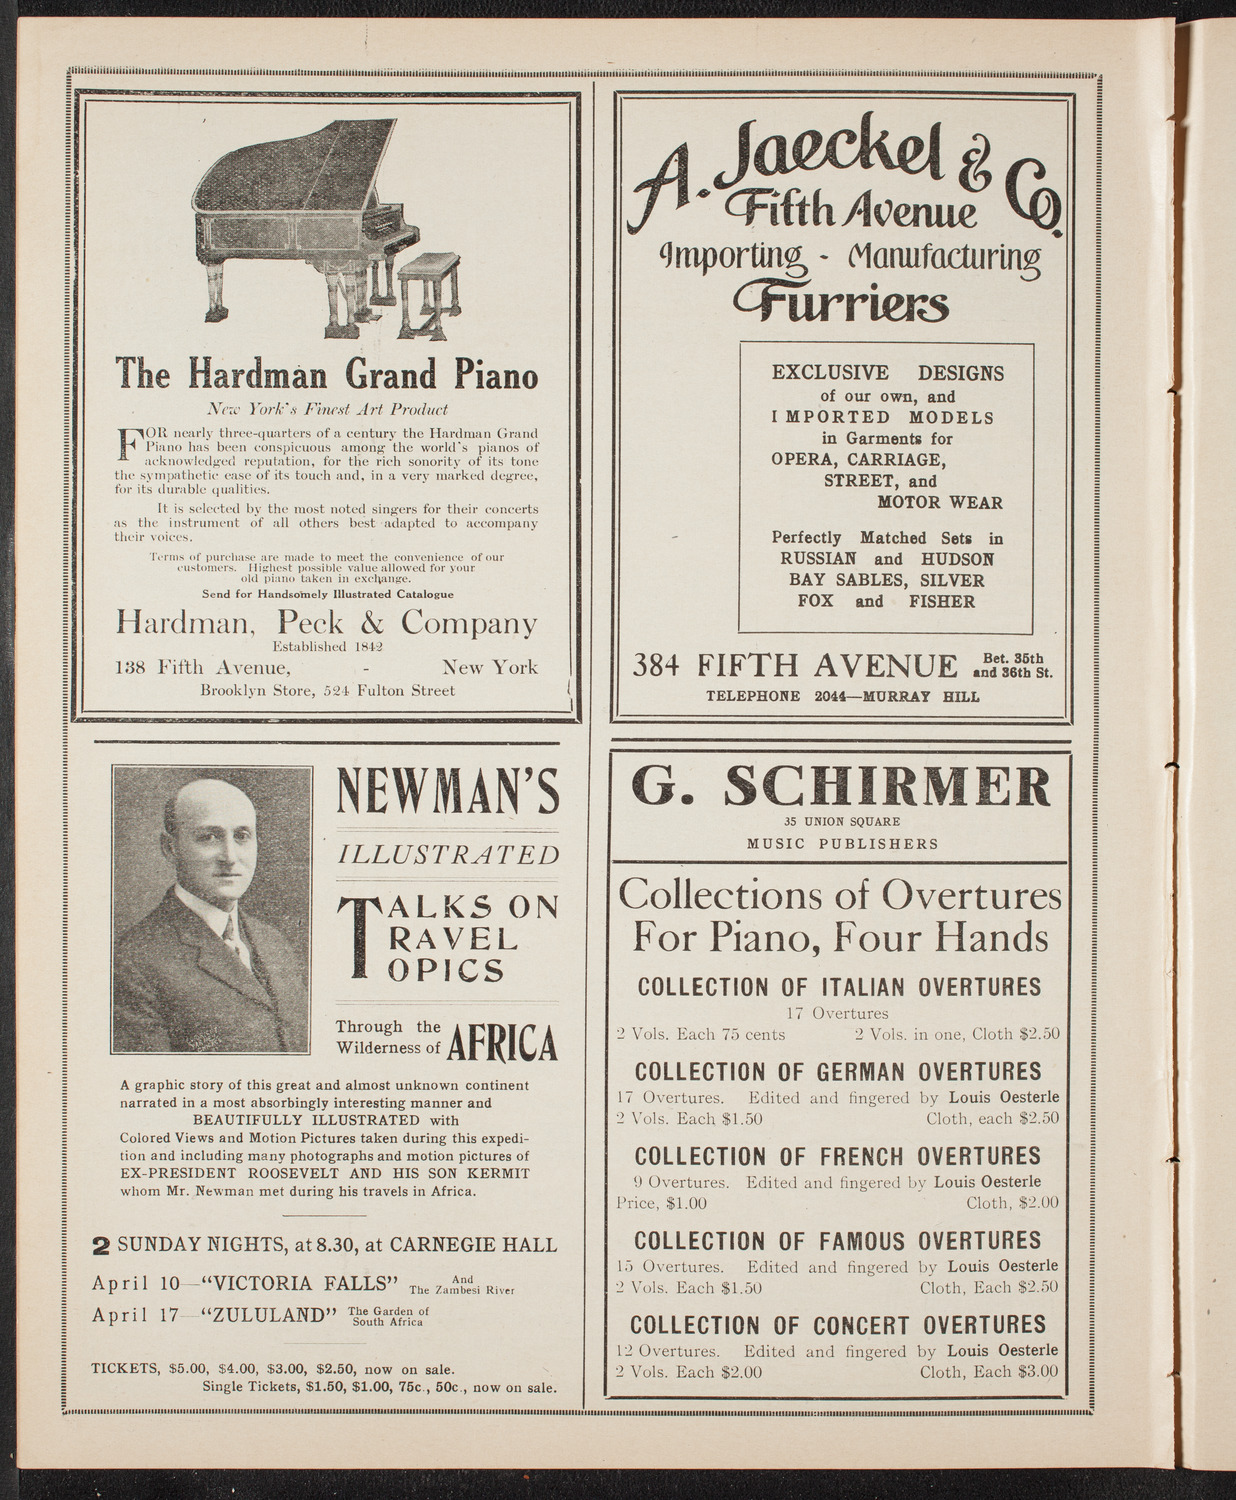 The Hardman Grand Piano
New York's Finest Art Product
FOR nearly three-quarters of a century the Hardman Grand
Piano has been conspicuous among the world's pianos of
acknowledged reputation, for the rich sonority of its tone
the sympathetic ease of its touch and, in a very marked degree,
for its durable qualities.
It is selected by the most noted singers for their concerts
as the instrument of all others best adapted to accompany
their voices.
Terms of purchase are made to meet the convenience of our
customers. Highest possible value allowed for your
old piano taken in exchange.
Send for Handsomely Illustrated Catalogue
Hardman, Peck & Company
Established 1842
138 Fifth Avenue, - New York
Brooklyn Store, 524 Fulton Street
A. Jaeckel & Co.
Fifth Avenue
Importing - Manufacturing
Furriers
EXCLUSIVE DESIGNS
of our own, and
IMPORTED MODELS
in Garments for
OPERA, CARRIAGE,
STREET, and
MOTOR WEAR
Perfectly Matched Sets in
RUSSIAN and HUDSON
BAY SABLES, SILVER
FOX and FISHER
384 FIFTH AVENUE Bet. 35th
and 36th St.
TELEPHONE 2044—MURRAY HILL
NEWMAN'S
ILLUSTRATED
TALKS ON
TRAVEL
TOPICS
Through the
Wilderness of AFRICA
A graphic story of this great and almost unknown continent
narrated in a most absorbingly interesting manner and
BEAUTIFULLY ILLUSTRATED with
Colored Views and Motion Pictures taken during this expedi-
tion and including many photographs and motion pictures of
EX-PRESIDENT ROOSEVELT AND HIS SON KERMIT
whom Mr. Newman met during his travels in Africa.
2 SUNDAY NIGHTS, at 8.30, at CARNEGIE HALL
April 10—"VICTORIA FALLS" And
The Zambesi River
April 17—"ZULULAND" The Garden of
South Africa
TICKETS, $5.00, $4.00, $3.00, $2.50, now on sale.
Single Tickets, $1.50, $1.00, 75c., 50c., now on sale.
G. SCHIRMER
35 UNION SQUARE
MUSIC PUBLISHERS
Collections of Overtures
For Piano, Four Hands
COLLECTION OF ITALIAN OVERTURES
17 Overtures
2 Vols. Each 75 cents 2 Vols. in one, Cloth $2.50
COLLECTION OF GERMAN OVERTURES
17 Overtures. Edited and fingered by Louis Oesterle
2 Vols. Each $1.50 Cloth, each $2.50
COLLECTION OF FRENCH OVERTURES
9 Overtures. Edited and fingered by Louis Oesterle
Price, $1.00 Cloth, $2.00
COLLECTION OF FAMOUS OVERTURES
15 Overtures. Edited and fingered by Louis Oesterle
2 Vols. Each $1.50 Cloth, Each $2.50
COLLECTION OF CONCERT OVERTURES
12 Overtures. Edited and fingered by Louis Oesterle
2 Vols. Each $2.00 Cloth, Each $3.00